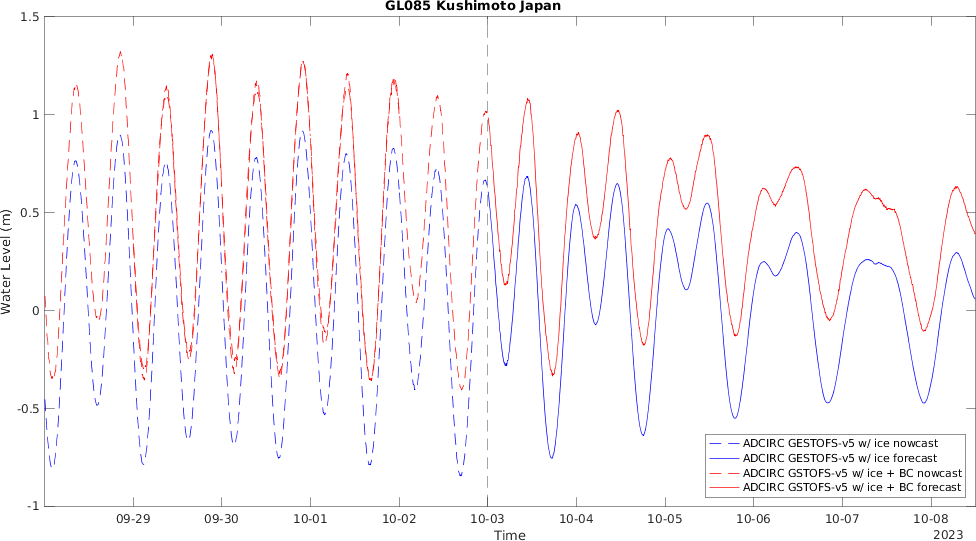 GL085 Kushimoto Japan
1.5
1
0.5
0
-0.5
-1
Water Level (m)
09-29 09-30 10-01 10-02 10-03 10-04 10-05 10-06 10-07 10-08
Time
2023
ADCIRC GESTOFS-v5 w/ ice nowcast
ADCIRC GESTOFS-v5 w/ ice forecast
ADCIRC GSTOFS-v5 w/ ice + BC nowcast
ADCIRC GSTOFS-v5 w/ ice + BC forecast